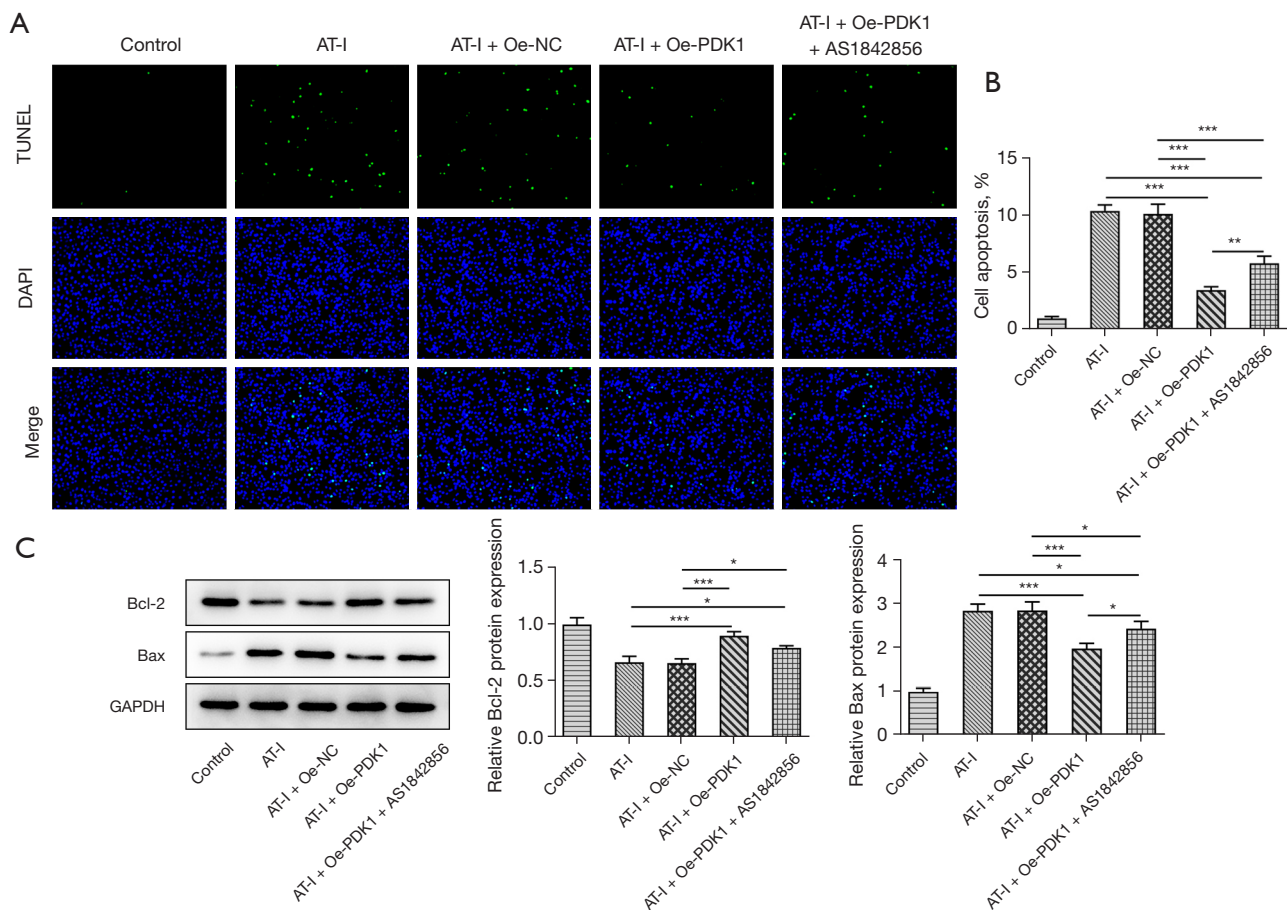 A
Control
AT-I
AT-I + Oe-NC
AT-I + Oe-PDK1
AT-I + Oe-PDK1
+ AS1842856
TUNEL
DAPI
Merge
B
Cell apoptosis, %
15
10
5
0
***
***
***
***
**
Control
AT-I
AT-I + Oe-NC
AT-I + Oe-PDK1
AT-I + Oe-PDK1 + AS1842856
C
Bcl-2
Bax
GAPDH
Control
AT-I
AT-I + Oe-NC
AT-I + Oe-PDK1
AT-I + Oe-PDK1 + AS1842856
Relative Bcl-2 protein expression
1.5
1.0
0.5
0.0
*
***
*
***
Control
AT-I
AT-I + Oe-NC
AT-I + Oe-PDK1
AT-I + Oe-PDK1 + AS1842856
Relative Bax protein expression
4
3
2
1
0
*
***
*
***
*
Control
AT-I
AT-I + Oe-NC
AT-I + Oe-PDK1
AT-I + Oe-PDK1 + AS1842856